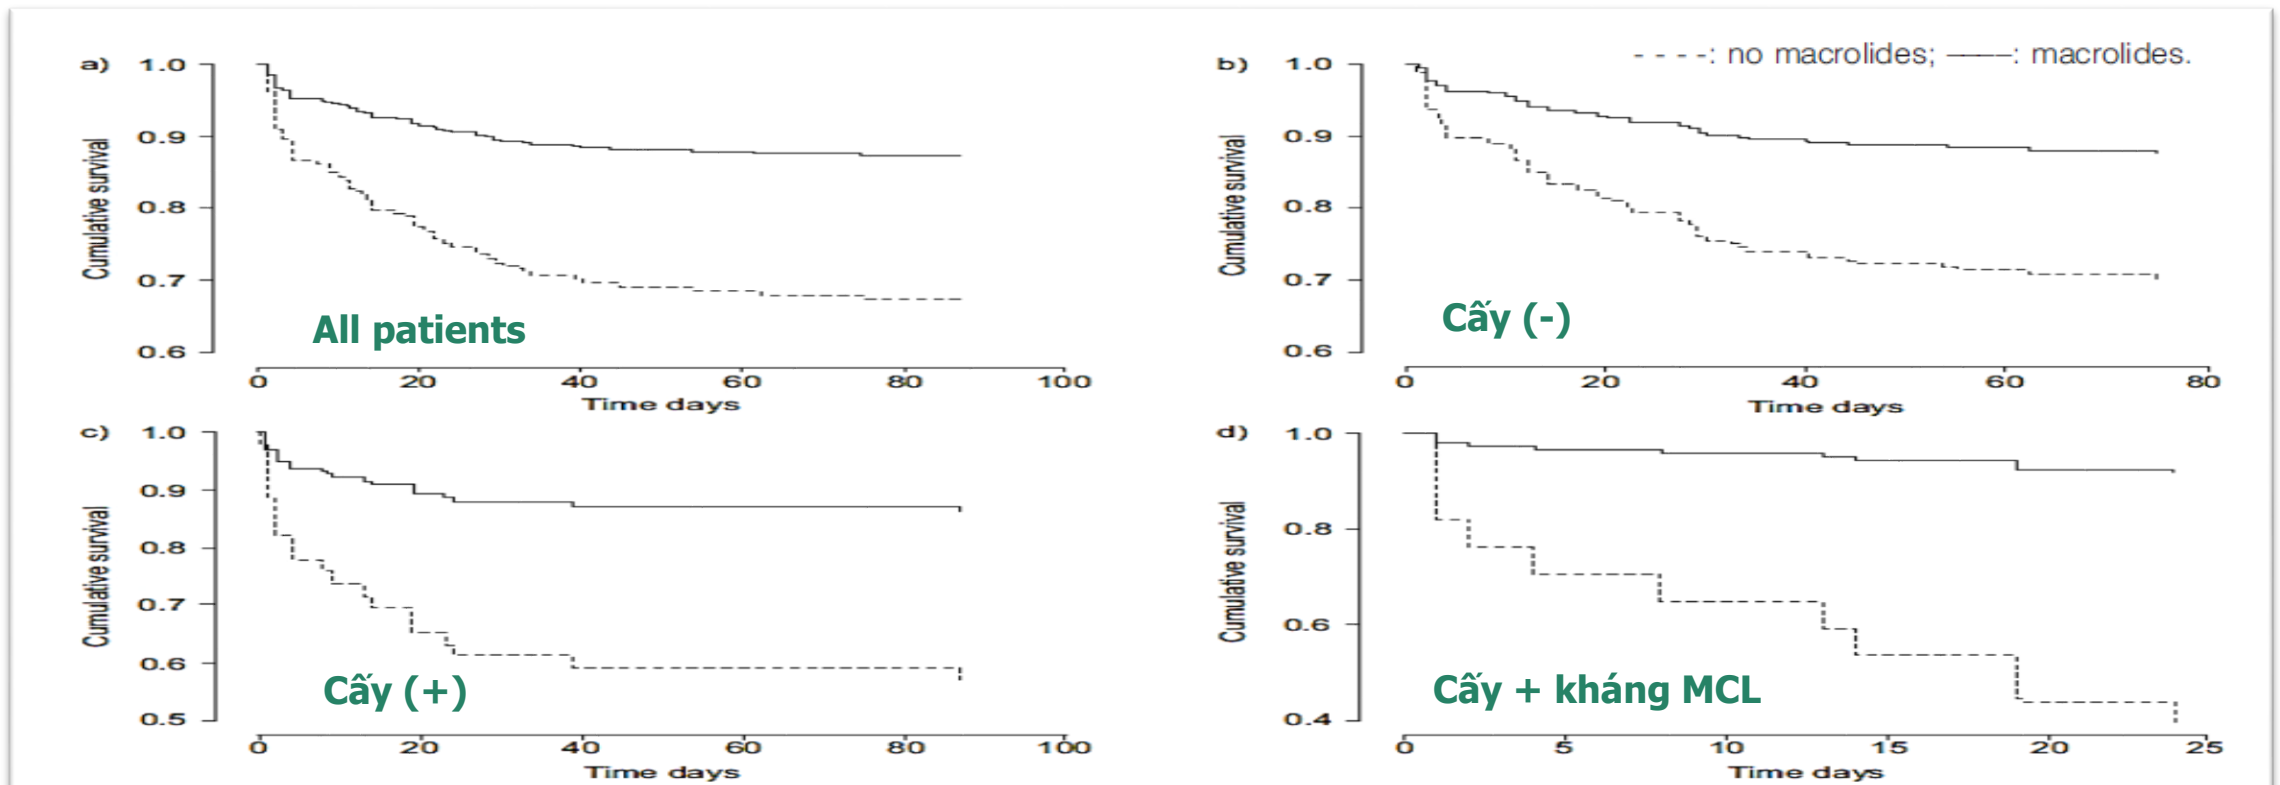 a)
1.0
0.9
0.8
0.7
0.6
Cumulative survival
All patients
0 20 40 60 80 100
Time days
b)
- - - -: no macrolides; ——: macrolides.
1.0
0.9
0.8
0.7
0.6
Cumulative survival
Cấy (-)
0 20 40 60 80
Time days
c)
1.0
0.9
0.8
0.7
0.6
0.5
Cumulative survival
Cấy (+)
0 20 40 60 80 100
Time days
d)
1.0
0.8
0.6
0.4
Cumulative survival
Cấy + kháng MCL
0 5 10 15 20 25
Time days